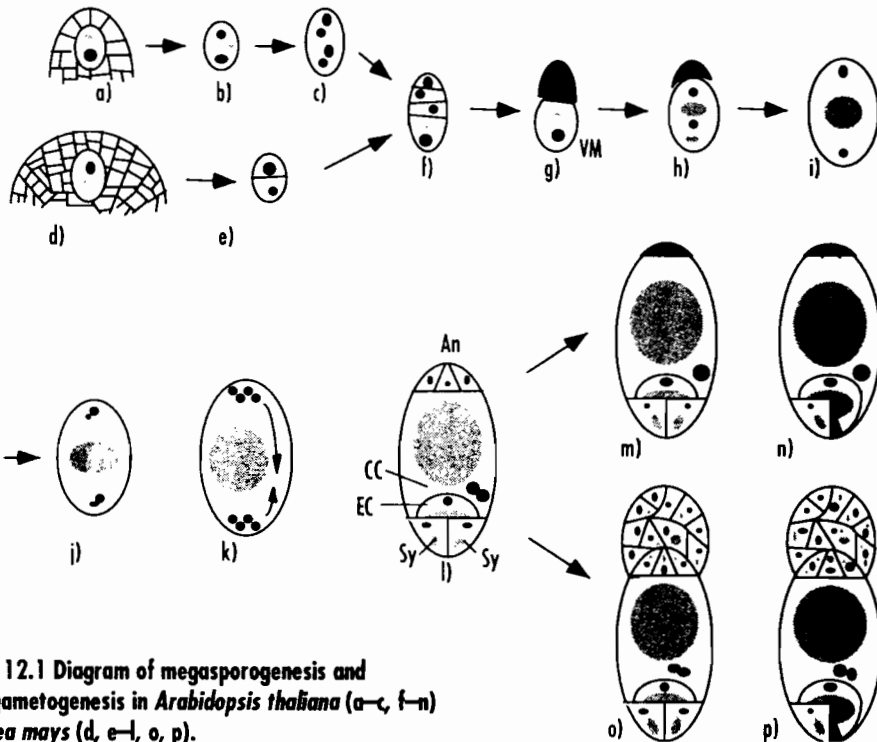 a)
b)
c)
d)
e)
f)
g)
VM
h)
i)
j)
k)
An
CC
EC
Sy
Sy
l)
m)
n)
o)
p)
12.1 Diagram of megasporogenesis and
ametogenesis in Arabidopsis thaliana (a–c, f–n)
ea mays (d, e–l, o, p).